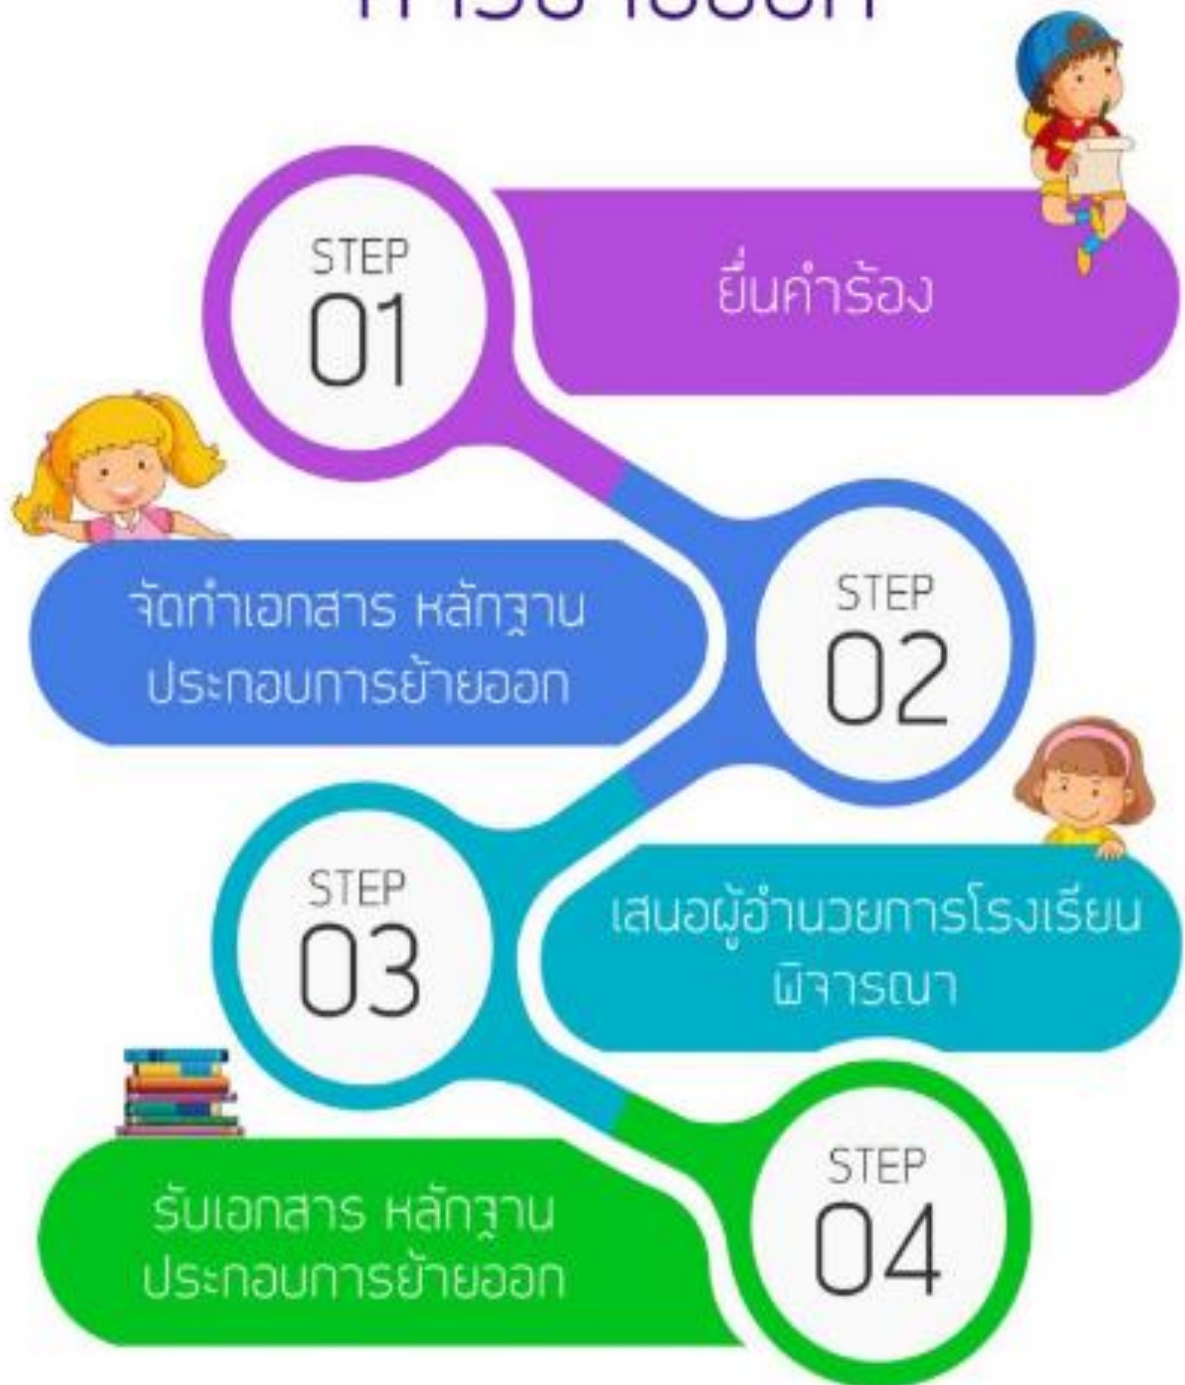 STEP
01
ยื่นคำร้อง
จัดทำเอกสาร หลักฐาน
ประกอบการย้ายออก
STEP
02
STEP
03
เสนอผู้อำนวยการโรงเรียน
พิจารณา
รับเอกสาร หลักฐาน
ประกอบการย้ายออก
STEP
04